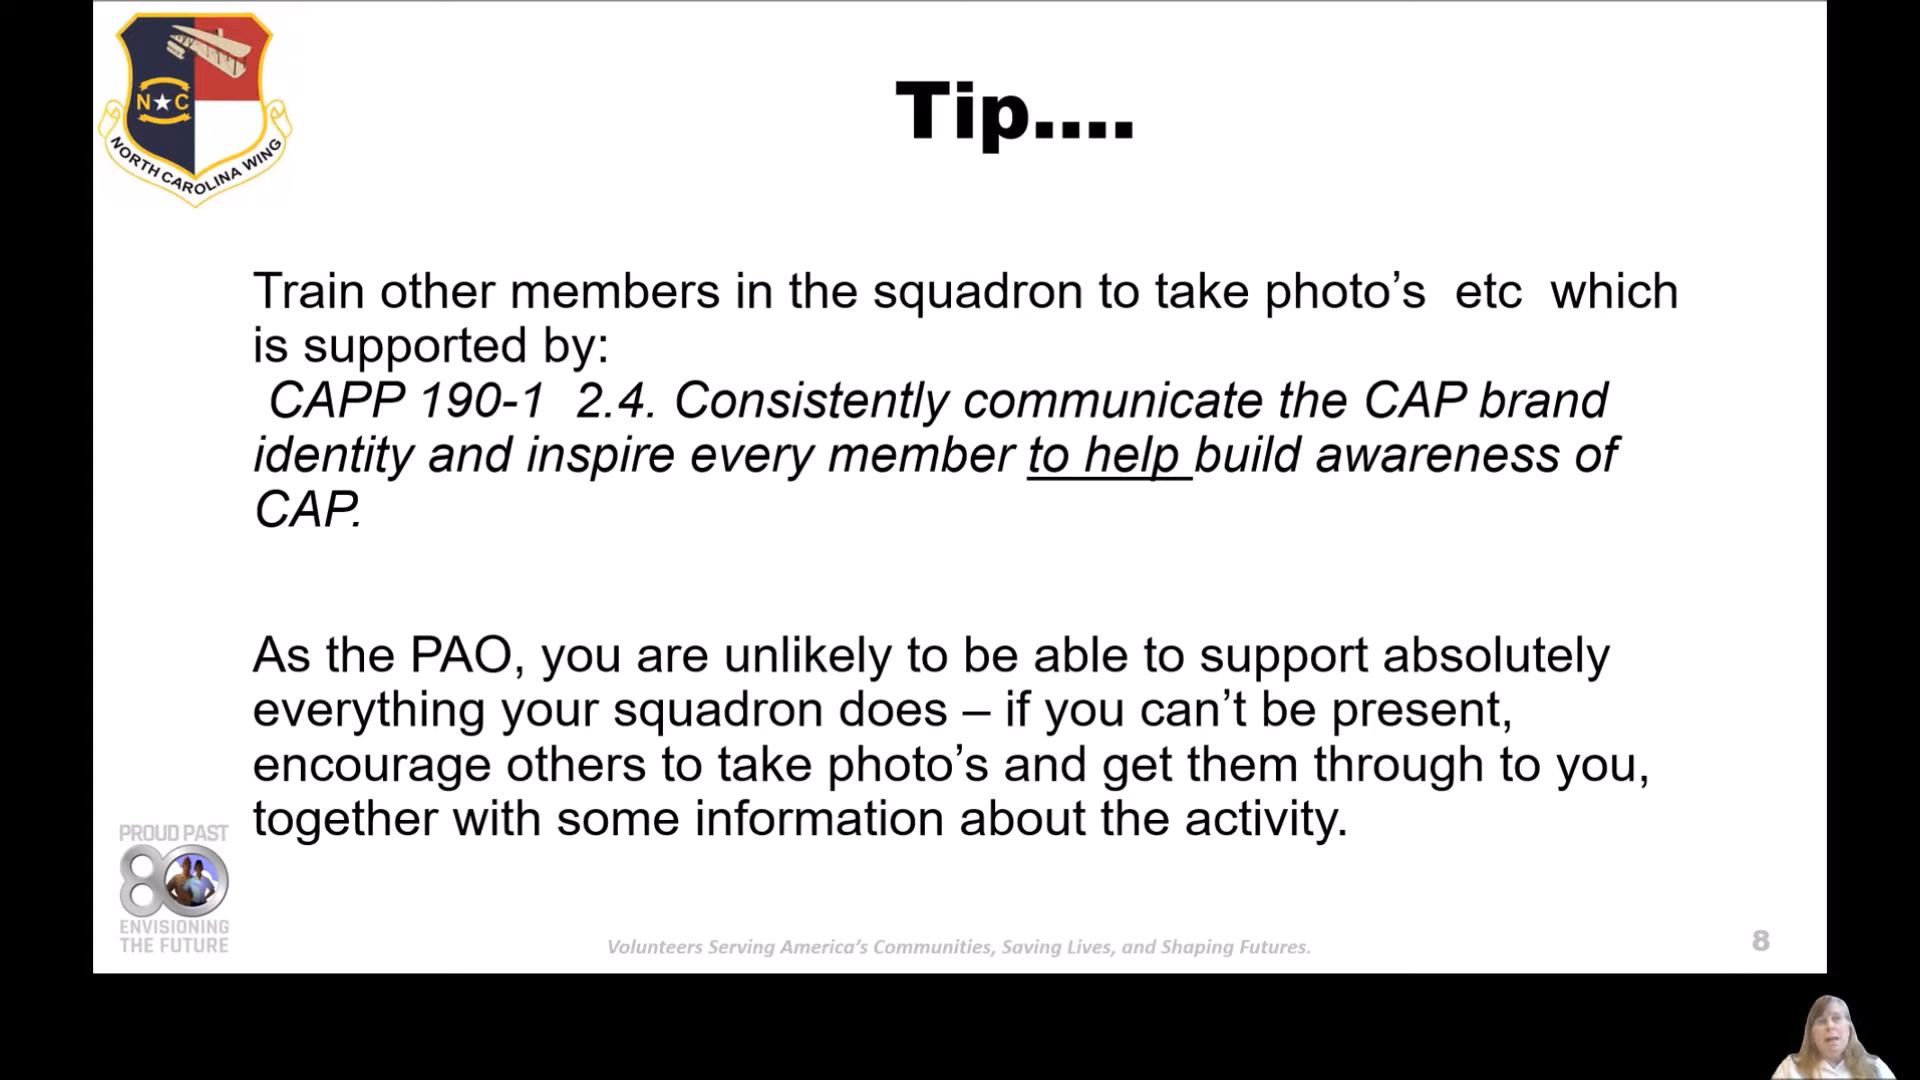 N★C
NORTH CAROLINA WING
Tip....
Train other members in the squadron to take photo’s  etc  which
is supported by:
CAPP 190-1  2.4. Consistently communicate the CAP brand
identity and inspire every member to help build awareness of
CAP.
As the PAO, you are unlikely to be able to support absolutely
everything your squadron does – if you can’t be present,
encourage others to take photo’s and get them through to you,
together with some information about the activity.
PROUD PAST
80
ENVISIONING
THE FUTURE
Volunteers Serving America’s Communities, Saving Lives, and Shaping Futures.
8